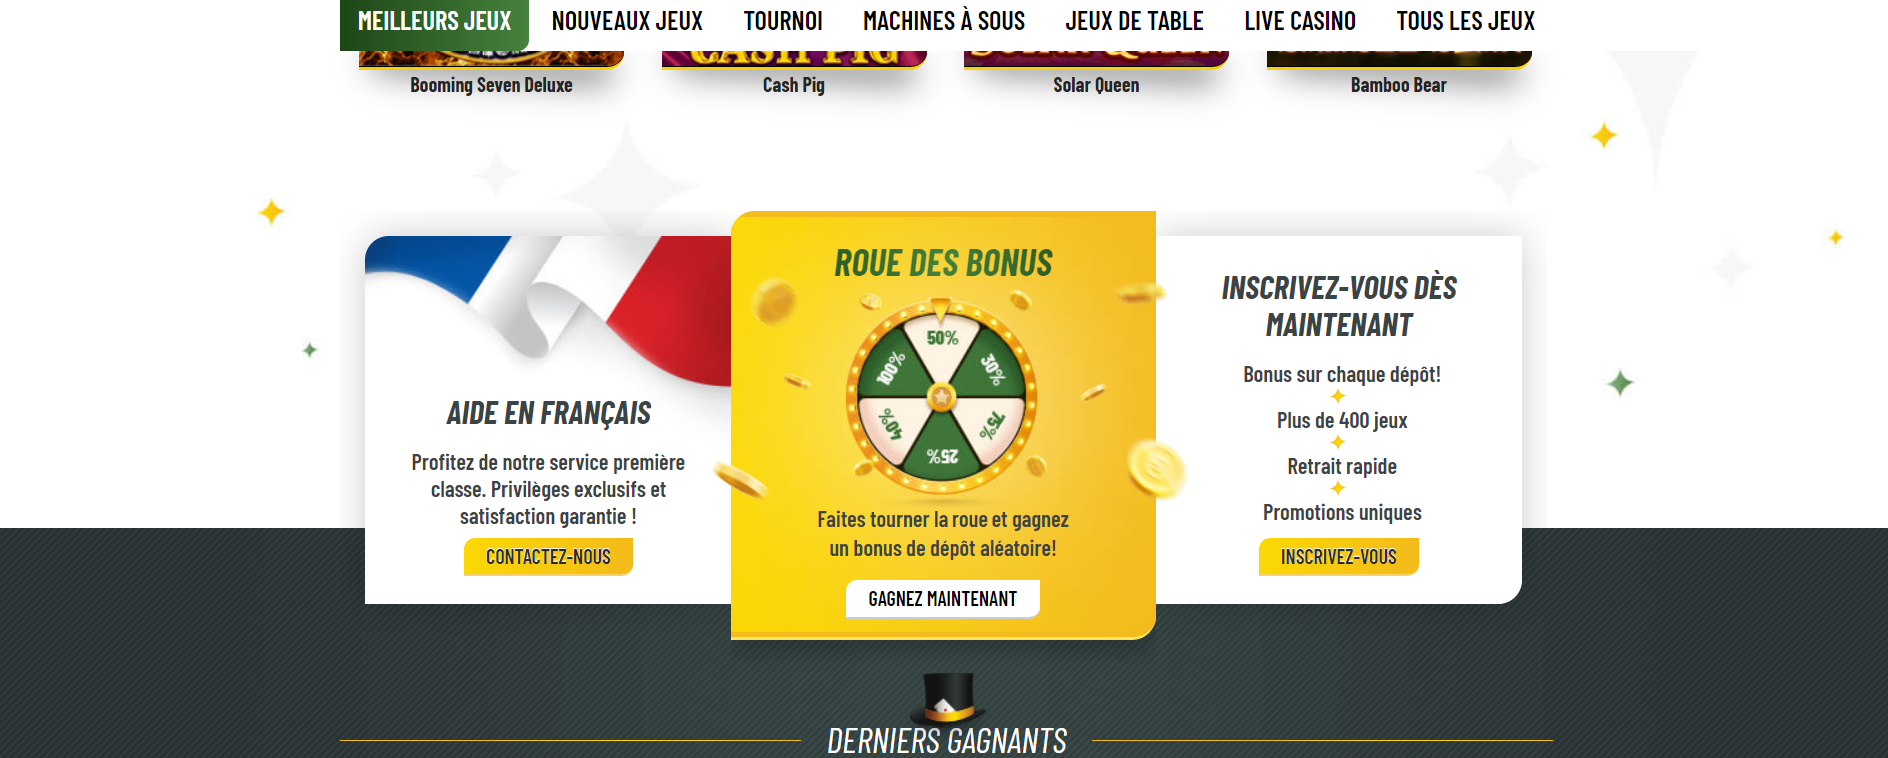 MEILLEURS JEUX
NOUVEAUX JEUX
TOURNOI
MACHINES À SOUS
JEUX DE TABLE
LIVE CASINO
TOUS LES JEUX
CASH PIG
Booming Seven Deluxe
Cash Pig
Solar Queen
Bamboo Bear
AIDE EN FRANÇAIS
Profitez de notre service première
classe. Privilèges exclusifs et
satisfaction garantie !
CONTACTEZ-NOUS
ROUE DES BONUS
50%
30%
75%
25%
40%
100%
Faites tourner la roue et gagnez
un bonus de dépôt aléatoire!
GAGNEZ MAINTENANT
INSCRIVEZ-VOUS DÈS
MAINTENANT
Bonus sur chaque dépôt!
Plus de 400 jeux
Retrait rapide
Promotions uniques
INSCRIVEZ-VOUS
DERNIERS GAGNANTS